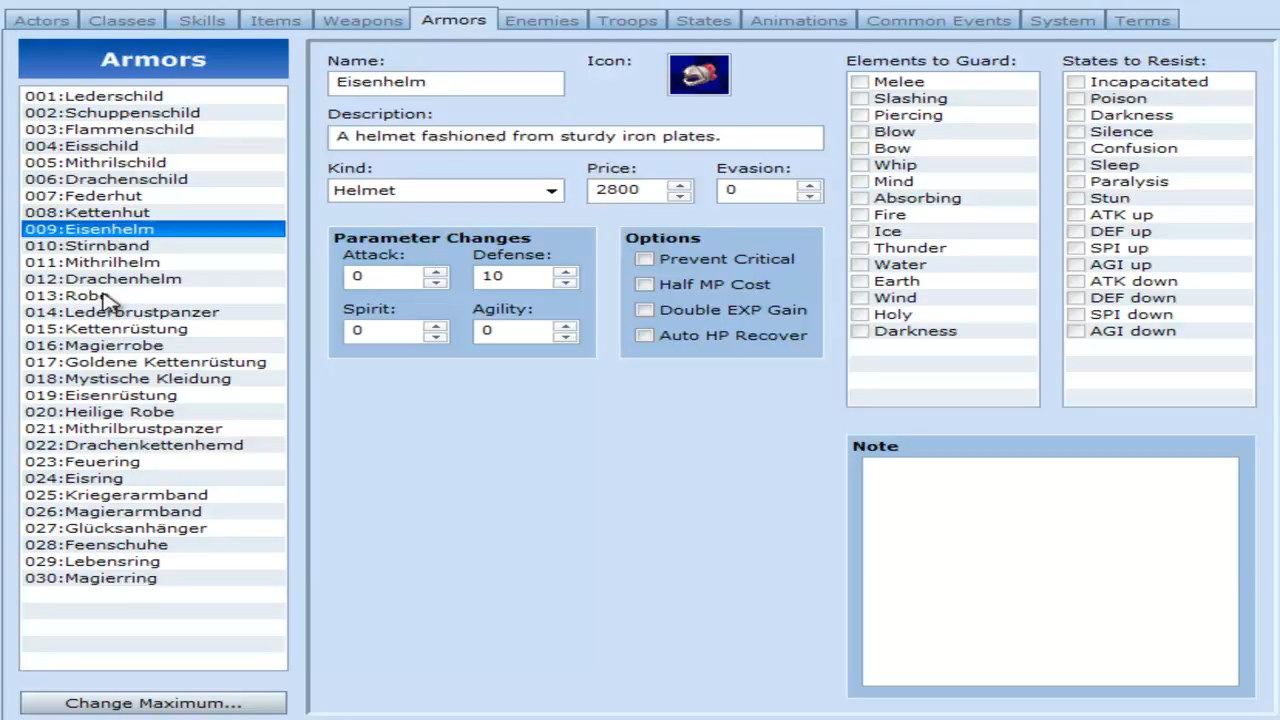 Actors Classes Skills Items Weapons Armors Enemies Troops States Animations Common Events System Terms
Armors
001:Lederschild
002:Schuppenschild
003:Flammenschild
004:Eisschild
005:Mithrilschild
006:Drachenschild
007:Federhut
008:Kettenhut
009:Eisenhelm
010:Stirnband
011:Mithrilhelm
012:Drachenhelm
013:Robe
014:Lederbrustpanzer
015:Kettenrüstung
016:Magierrobe
017:Goldene Kettenrüstung
018:Mystische Kleidung
019:Eisenrüstung
020:Heilige Robe
021:Mithrilbrustpanzer
022:Drachenkettenhemd
023:Feuering
024:Eisring
025:Kriegerarmband
026:Magierarmband
027:Glücksanhänger
028:Feenschuhe
029:Lebensring
030:Magierring
Change Maximum...
Name:
Eisenhelm
Icon:
Description:
A helmet fashioned from sturdy iron plates.
Kind:
Helmet
Price:
2800
Evasion:
0
Parameter Changes
Attack:
0
Defense:
10
Spirit:
0
Agility:
0
Options
Prevent Critical
Half MP Cost
Double EXP Gain
Auto HP Recover
Elements to Guard:
Melee
Slashing
Piercing
Blow
Bow
Whip
Mind
Absorbing
Fire
Ice
Thunder
Water
Earth
Wind
Holy
Darkness
States to Resist:
Incapacitated
Poison
Darkness
Silence
Confusion
Sleep
Paralysis
Stun
ATK up
DEF up
SPI up
AGI up
ATK down
DEF down
SPI down
AGI down
Note